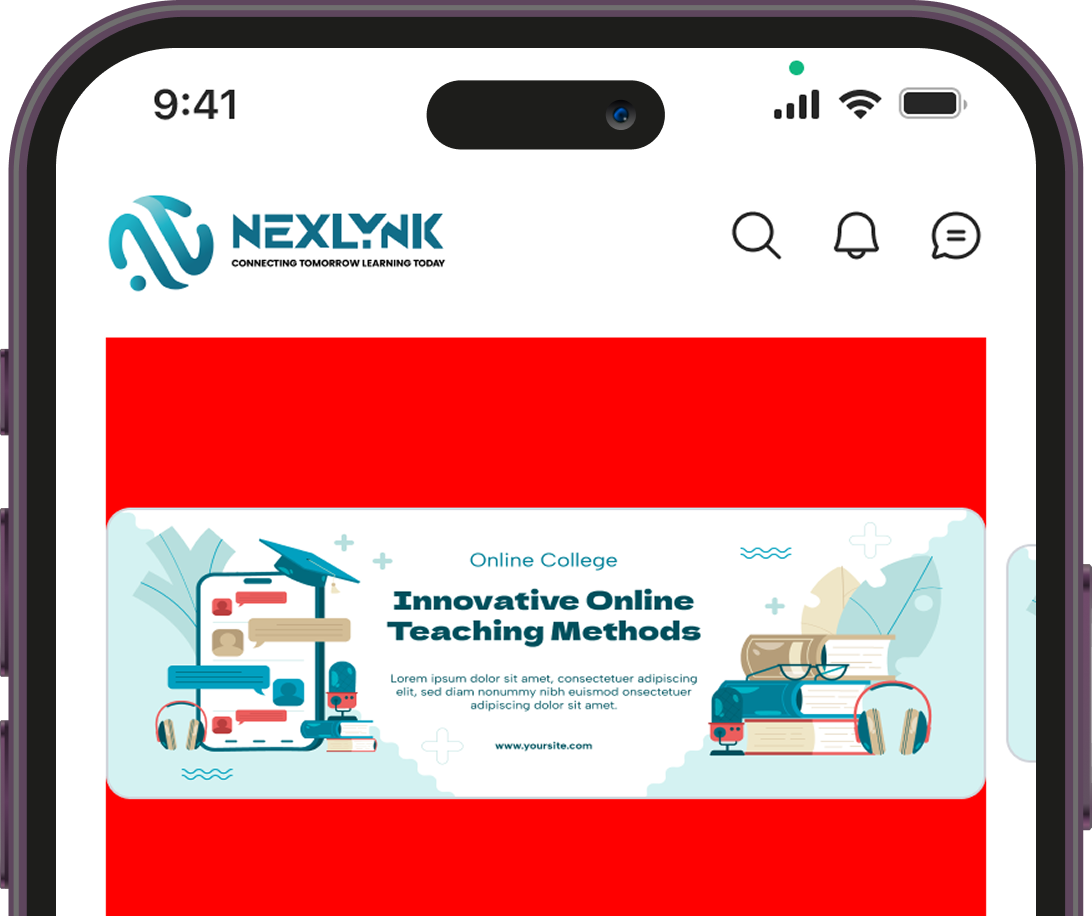 9:41
NEXLYNK
CONNECTING TOMORROW LEARNING TODAY
Online College
Innovative Online
Teaching Methods
Lorem ipsum dolor sit amet, consectetuer adipiscing
elit, sed diam nonummy nibh euismod onsectetuer
adipiscing dolor sit amet.
www.yoursite.com